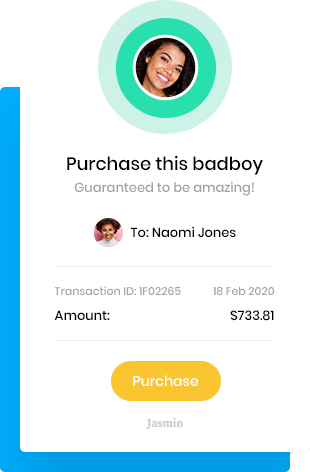 Purchase this badboy
Guaranteed to be amazing!
To: Naomi Jones
Transaction ID: 1F02265 18 Feb 2020
Amount: $733.81
Purchase
Jasmin